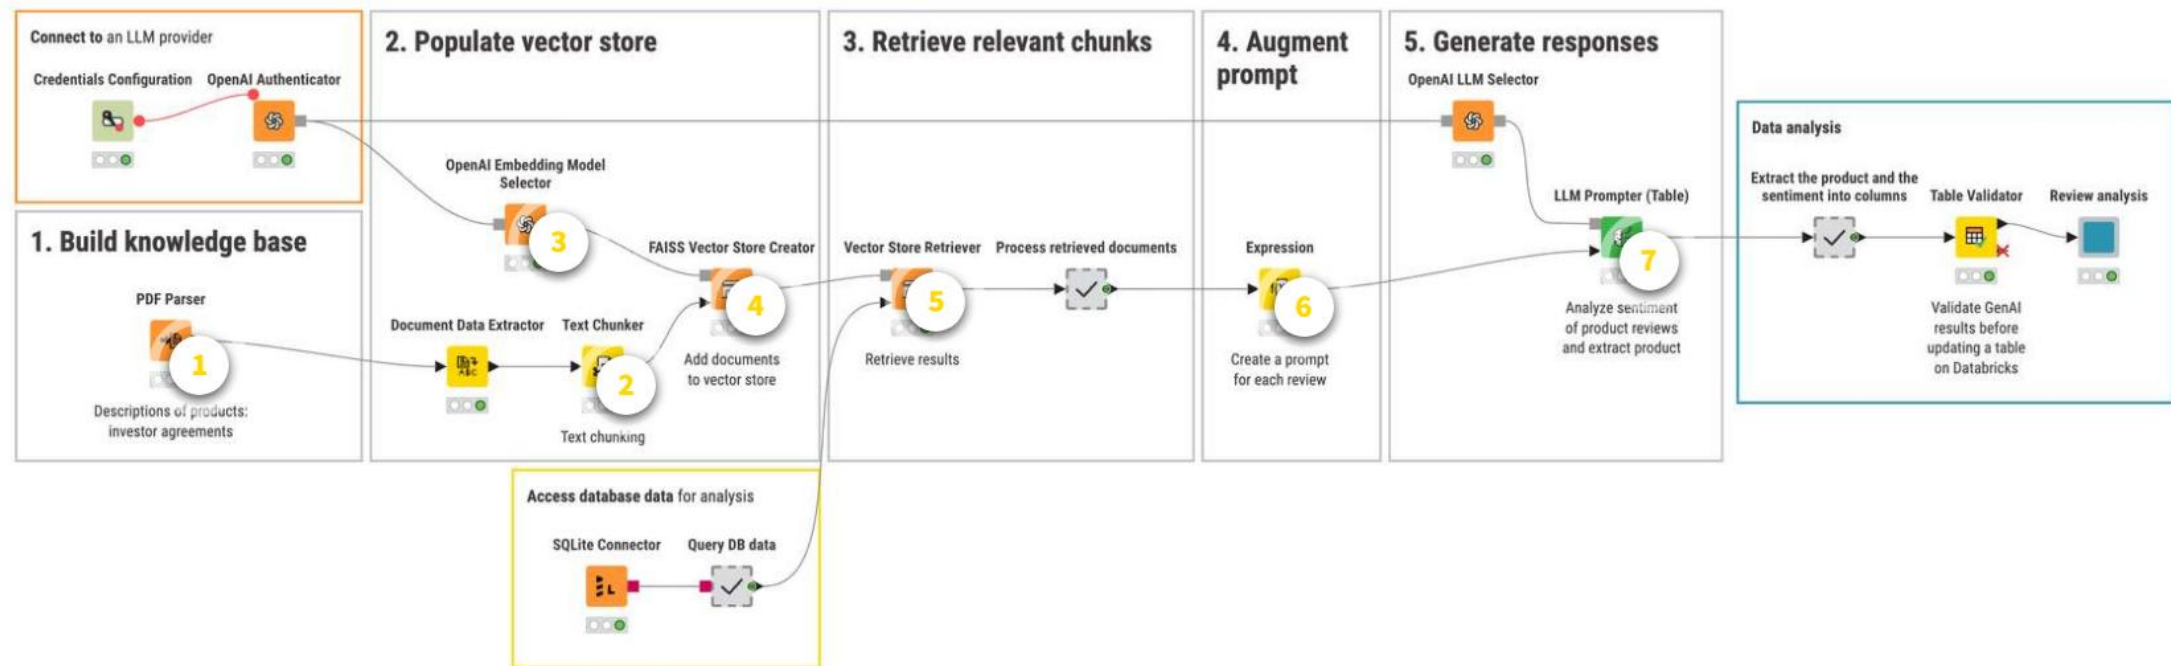 Connect to an LLM provider
Credentials Configuration
OpenAI Authenticator
1. Build knowledge base
PDF Parser
1
Descriptions of products:
investor agreements
2. Populate vector store
OpenAI Embedding Model
Selector
3
FAISS Vector Store Creator
4
Add documents
to vector store
Document Data Extractor
ABC
Text Chunker
2
Text chunking
Access database data for analysis
SQLite Connector
L
Query DB data
3. Retrieve relevant chunks
Vector Store Retriever
5
Retrieve results
Process retrieved documents
4. Augment
prompt
Expression
6
Create a prompt
for each review
5. Generate responses
OpenAI LLM Selector
LLM Prompter (Table)
7
Analyze sentiment
of product reviews
and extract product
Data analysis
Extract the product and the
sentiment into columns
Table Validator
Validate GenAI
results before
updating a table
on Databricks
Review analysis